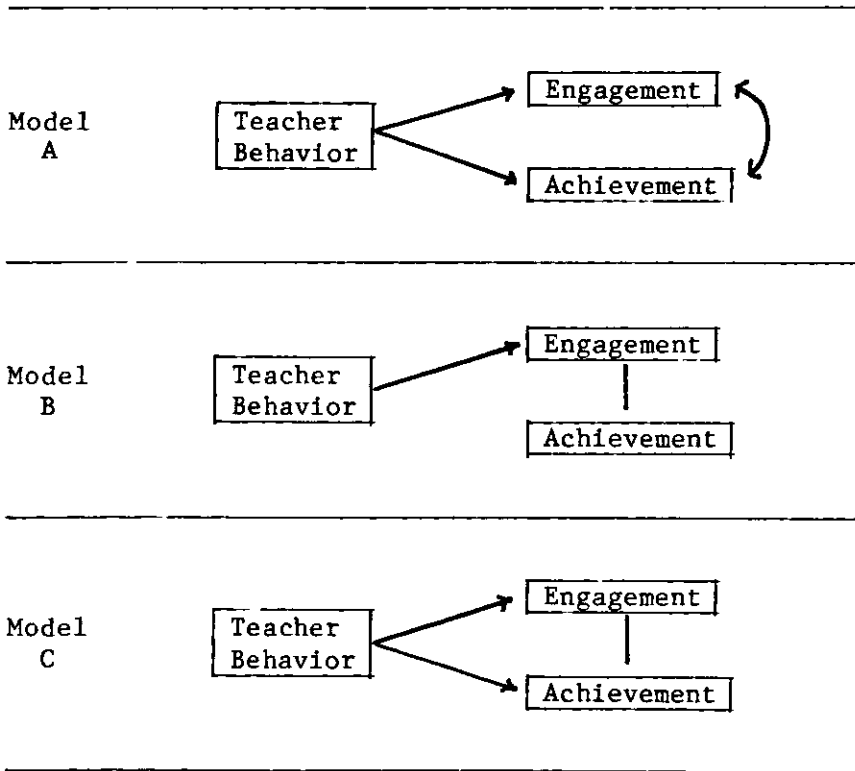 Engagement
Model
A
Teacher
Behavior
Achievement
Engagement
Model
B
Teacher
Behavior
Achievement
Engagement
Model
C
Teacher
Behavior
Achievement